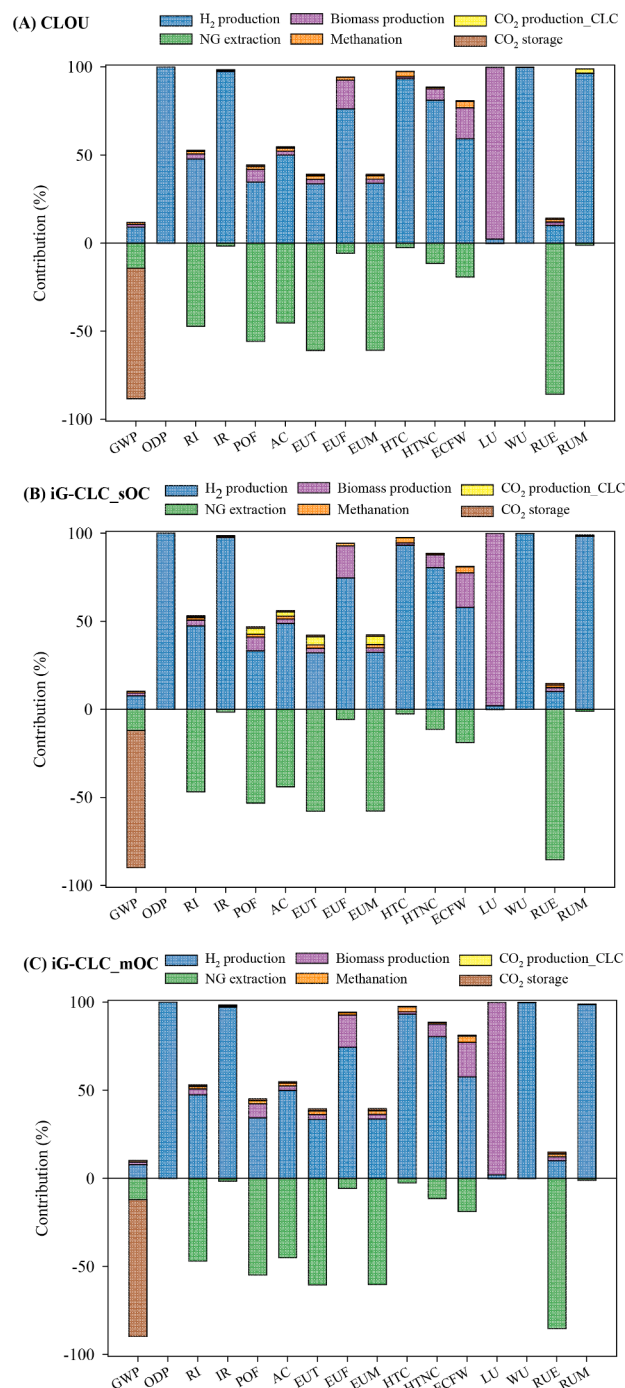 (A) CLOU
H₂ production Biomass production CO₂ production_CLC
NG extraction Methanation CO₂ storage
Contribution (%)
100
50
0
-50
-100
GWP ODP RI IR POF AC EUT EUF EUM HTC HTNC ECFW LU WU RUE RUM
(B) iG-CLC_sOC
H₂ production Biomass production CO₂ production_CLC
NG extraction Methanation CO₂ storage
Contribution (%)
100
50
0
-50
-100
GWP ODP RI IR POF AC EUT EUF EUM HTC HTNC ECFW LU WU RUE RUM
(C) iG-CLC_mOC
H₂ production Biomass production CO₂ production_CLC
NG extraction Methanation CO₂ storage
Contribution (%)
100
50
0
-50
-100
GWP ODP RI IR POF AC EUT EUF EUM HTC HTNC ECFW LU WU RUE RUM